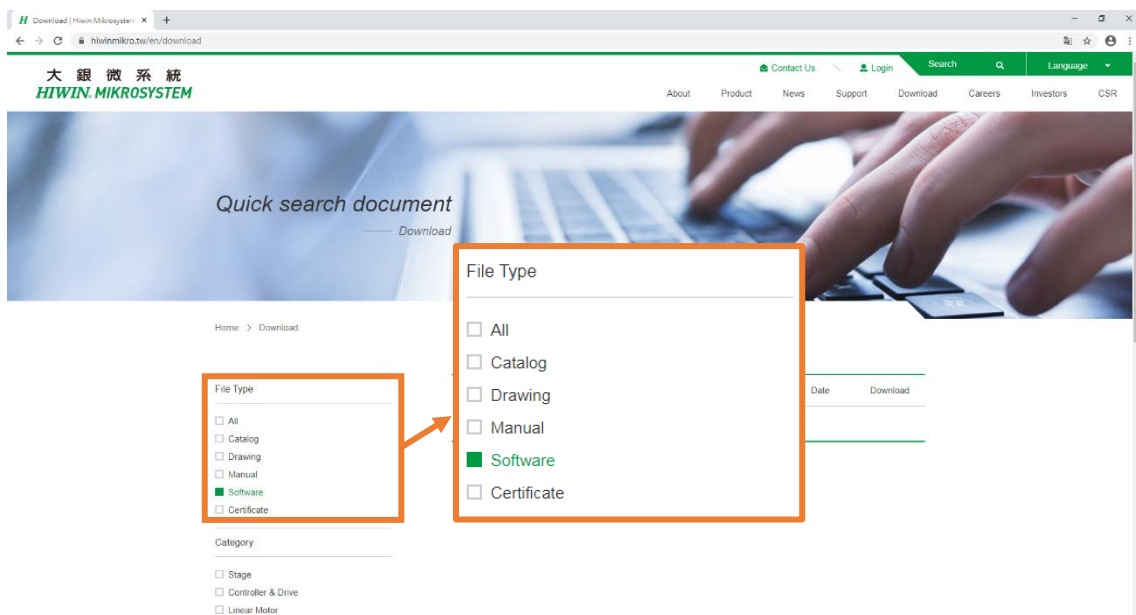 H Download | Hiwin Mikrosystem
hiwinmikro.tw/en/download
Contact Us
Login
Search
Language
大銀微系統
HIWIN® MIKROSYSTEM
About Product News Support Download Careers Investors CSR
Quick search document
Download
Home > Download
File Type
All
Catalog
Drawing
Manual
Software
Certificate
Category
Stage
Controller & Drive
Linear Motor
File Type
All
Catalog
Drawing
Manual
Software
Certificate
Date Download